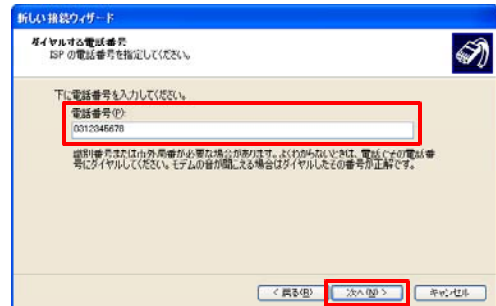 新しい接続ウィザード
ダイヤルする電話番号
ISP の電話番号を指定してください。
下に電話番号を入力してください。
電話番号(P):
0312345678
識別番号または市外局番が必要な場合があります。よくわからないときは、電話でその電話番
号にダイヤルしてください。モデムの音が聞こえる場合はダイヤルしたその番号が正解です。
< 戻る(B)
次へ(N) >
キャンセル